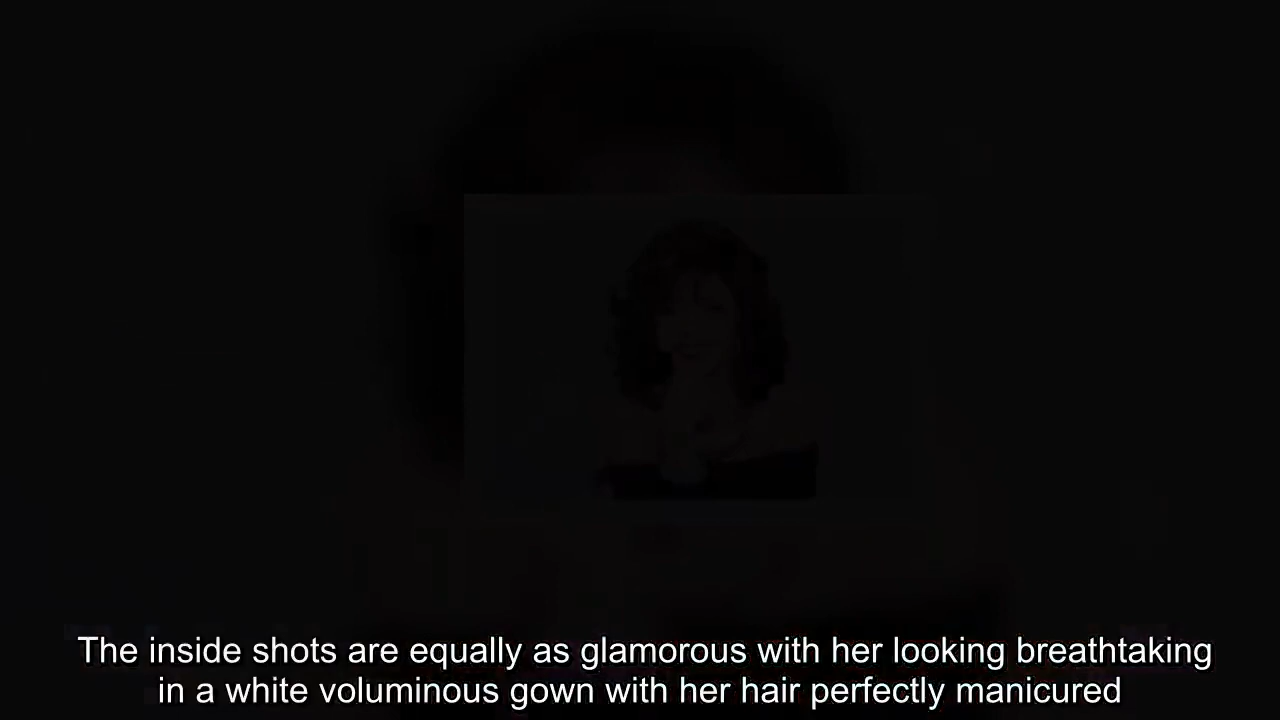 The inside shots are equally as glamorous with her looking breathtaking
in a white voluminous gown with her hair perfectly manicured